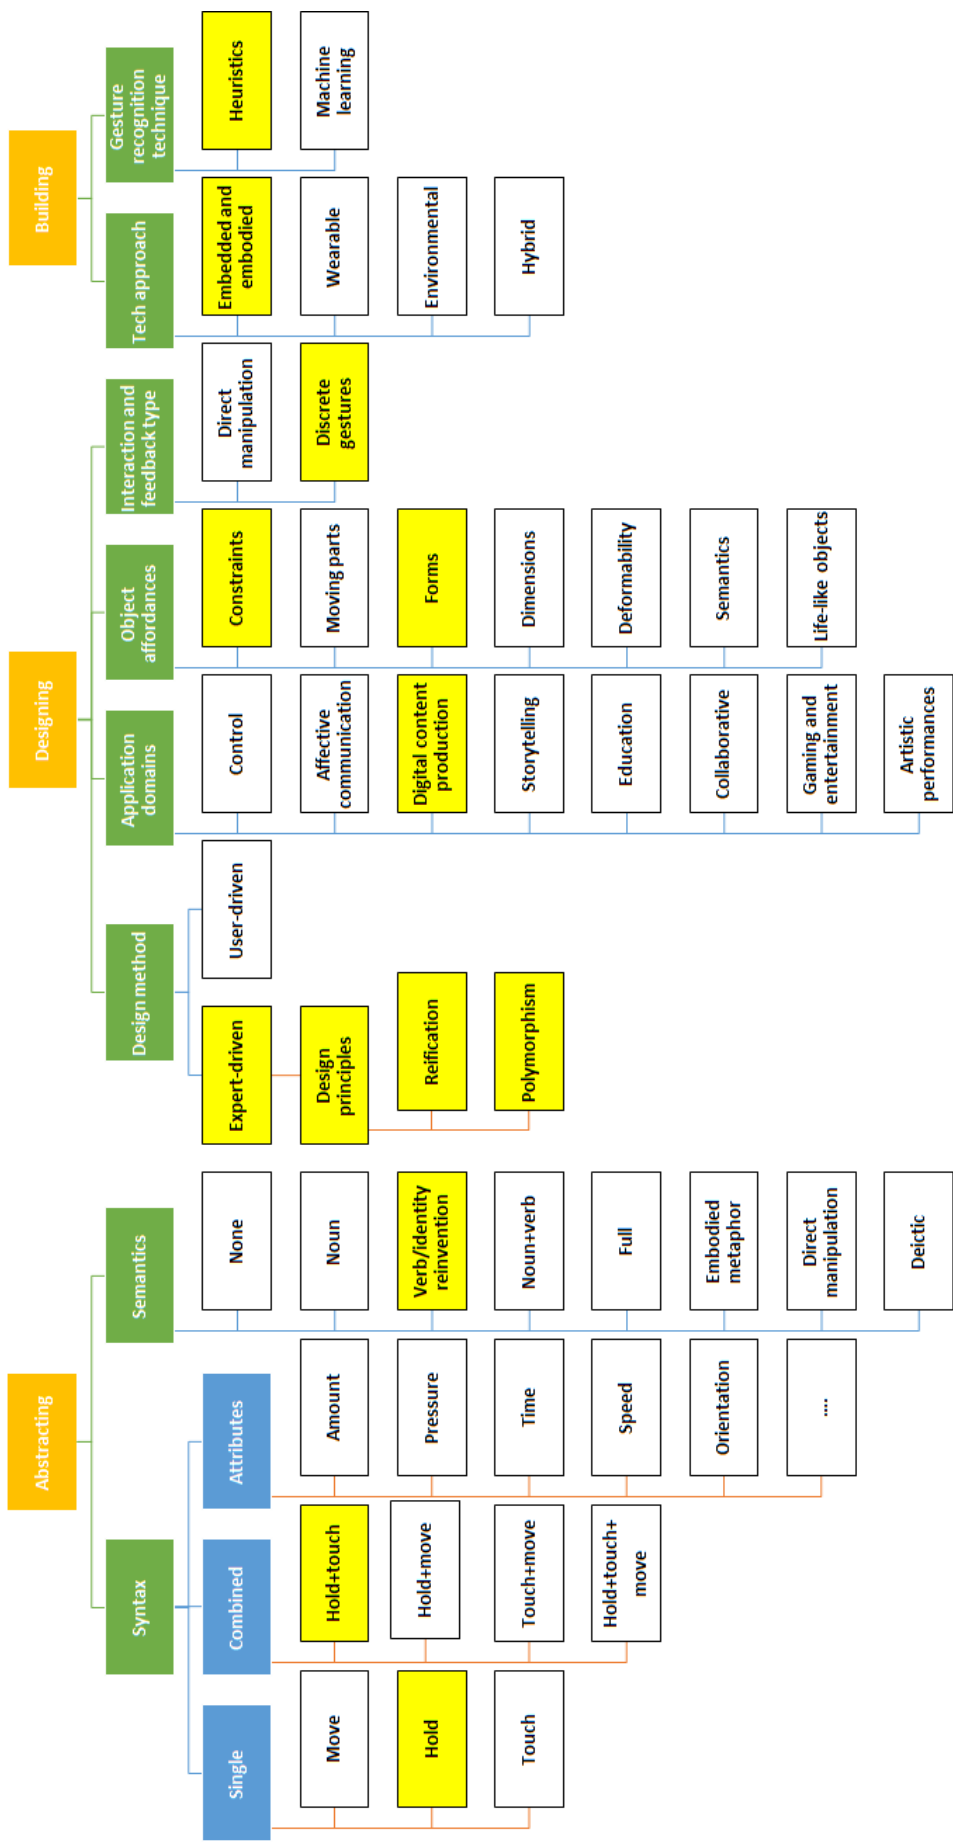 Abstracting
Syntax
Single
Move
Hold
Touch
Combined
Hold+touch
Hold+move
Touch+move
Hold+touch+
move
Attributes
Amount
Pressure
Time
Speed
Orientation
....
Semantics
None
Noun
Verb/identity
reinvention
Noun+verb
Full
Embodied
metaphor
Direct
manipulation
Deictic
Designing
Design method
Expert-driven
Design
principles
Reification
Polymorphism
User-driven
Application
domains
Control
Affective
communication
Digital content
production
Storytelling
Education
Collaborative
Gaming and
entertainment
Artistic
performances
Object
affordances
Constraints
Moving parts
Forms
Dimensions
Deformability
Semantics
Life-like objects
Interaction and
feedback type
Direct
manipulation
Discrete
gestures
Building
Tech approach
Embedded and
embodied
Wearable
Environmental
Hybrid
Gesture
recognition
technique
Heuristics
Machine
learning